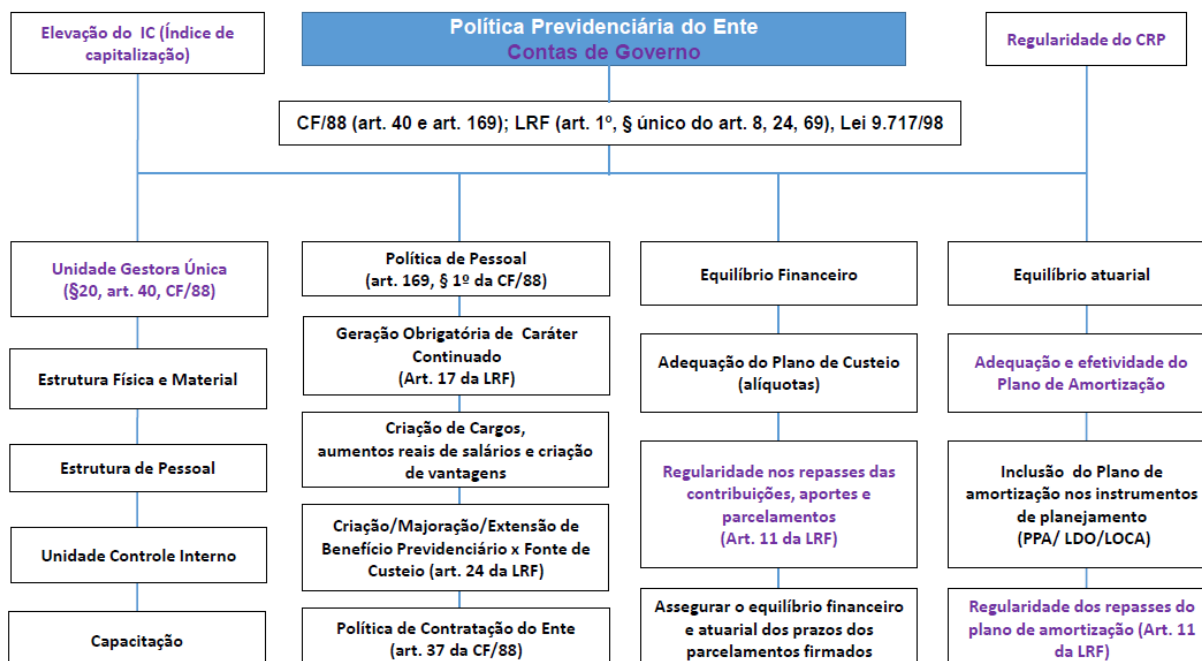 Elevação do IC (Índice de
capitalização)
Política Previdenciária do Ente
Contas de Governo
Regularidade do CRP
CF/88 (art. 40 e art. 169); LRF (art. 1º, § único do art. 8, 24, 69), Lei 9.717/98
Unidade Gestora Única
(§20, art. 40, CF/88)
Estrutura Física e Material
Estrutura de Pessoal
Unidade Controle Interno
Capacitação
Política de Pessoal
(art. 169, § 1º da CF/88)
Geração Obrigatória de Caráter
Continuado
(Art. 17 da LRF)
Criação de Cargos,
aumentos reais de salários e criação
de vantagens
Criação/Majoração/Extensão de
Benefício Previdenciário x Fonte de
Custeio (art. 24 da LRF)
Política de Contratação do Ente
(art. 37 da CF/88)
Equilíbrio Financeiro
Adequação do Plano de Custeio
(alíquotas)
Regularidade nos repasses das
contribuições, aportes e
parcelamentos
(Art. 11 da LRF)
Assegurar o equilíbrio financeiro
e atuarial dos prazos dos
parcelamentos firmados
Equilíbrio atuarial
Adequação e efetividade do
Plano de Amortização
Inclusão do Plano de
amortização nos instrumentos
de planejamento
(PPA/ LDO/LOCA)
Regularidade dos repasses do
plano de amortização (Art. 11
da LRF)